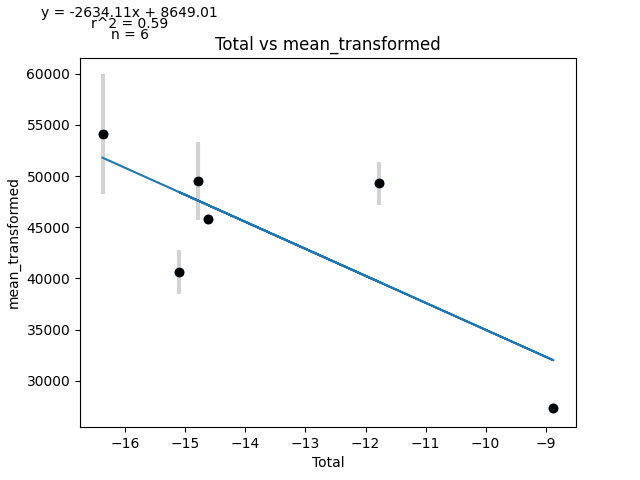 y = -2634.11x + 8649.01
r^2 = 0.59
n = 6
Total vs mean_transformed
60000
55000
50000
45000
40000
35000
30000
mean_transformed
−16
−15
−14
−13
−12
−11
−10
−9
Total